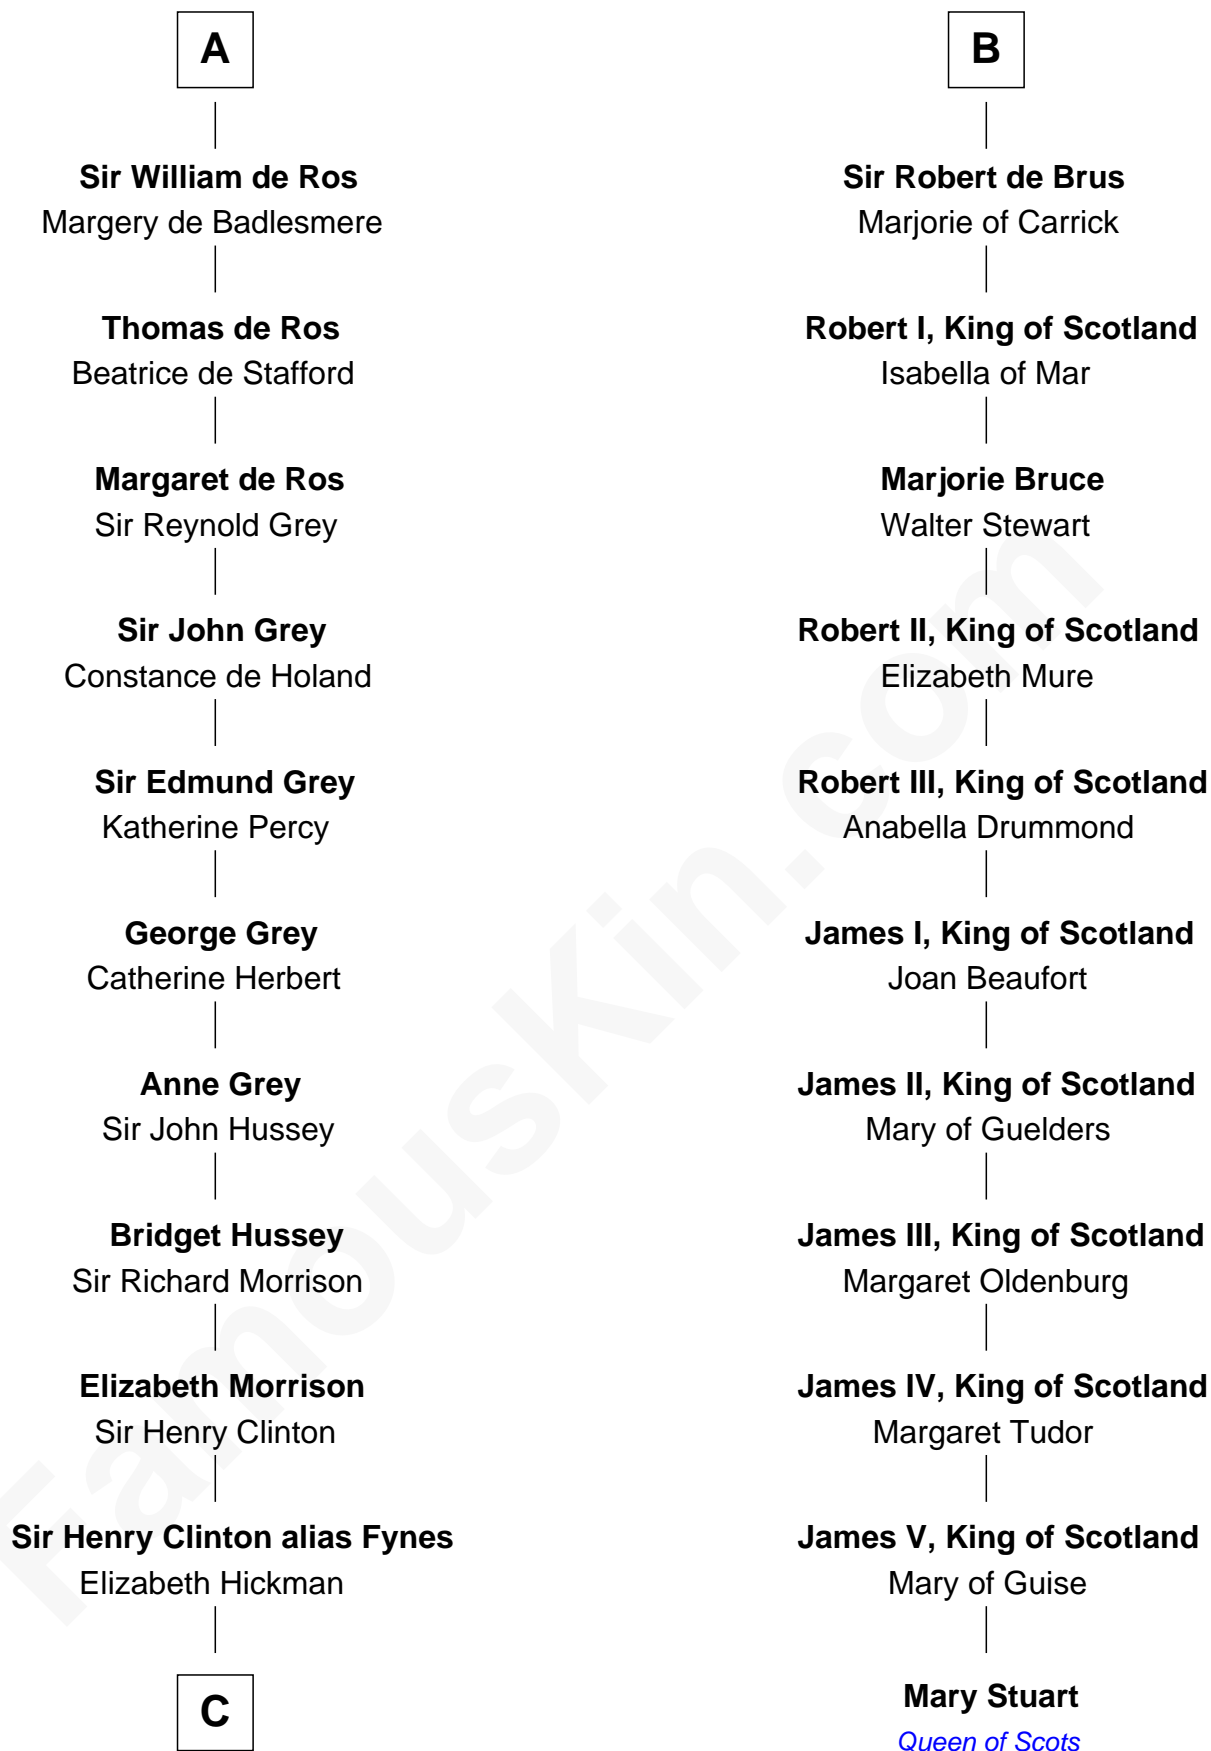 A
Sir William de Ros
Margery de Badlesmere
Thomas de Ros
Beatrice de Stafford
Margaret de Ros
Sir Reynold Grey
Sir John Grey
Constance de Holand
Sir Edmund Grey
Katherine Percy
George Grey
Catherine Herbert
Anne Grey
Sir John Hussey
Bridget Hussey
Sir Richard Morrison
Elizabeth Morrison
Sir Henry Clinton
Sir Henry Clinton alias Fynes
Elizabeth Hickman
C
B
Sir Robert de Brus
Marjorie of Carrick
Robert I, King of Scotland
Isabella of Mar
Marjorie Bruce
Walter Stewart
Robert II, King of Scotland
Elizabeth Mure
Robert III, King of Scotland
Anabella Drummond
James I, King of Scotland
Joan Beaufort
James II, King of Scotland
Mary of Guelders
James III, King of Scotland
Margaret Oldenburg
James IV, King of Scotland
Margaret Tudor
James V, King of Scotland
Mary of Guise
Mary Stuart
Queen of Scots
FamousKin.com